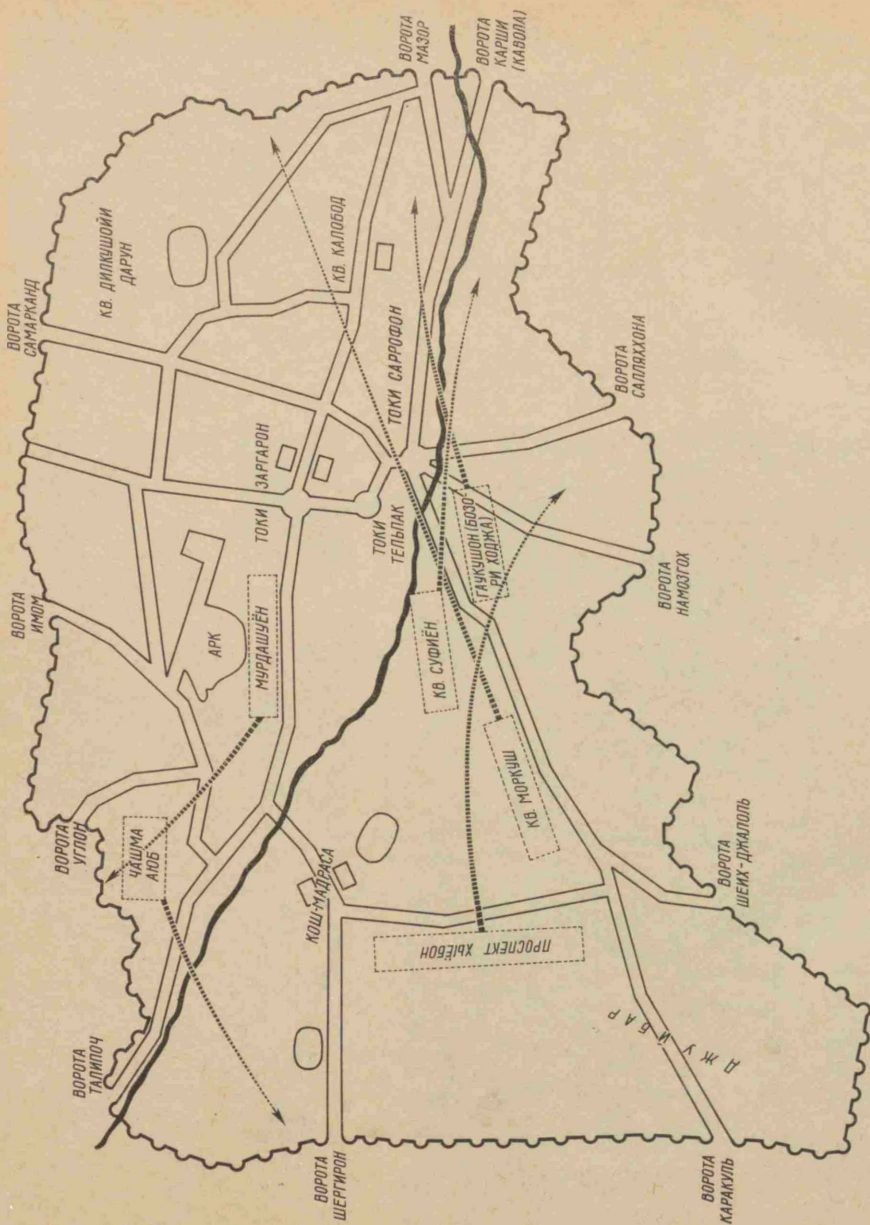 ВОРОТА
МАЗОР
ВОРОТА
КАРШИ
(КАВОЛА)
ВОРОТА
САМАРКАНД
КВ. ДИЛКУШОЙИ
ДАРУН
КВ. КАЛОБОД
ТОКИ САРРОФОН
ВОРОТА
САЛЛЯХХОНА
ТОКИ ЗАРГАРОН
ТОКИ
ТЕЛЬПАК
ГАУКУШОН (БОЗО-
РИ ХОДЖА)
ВОРОТА
НАМОЗГОХ
ВОРОТА
ИМОМ
АРК
МУРДАШУЁН
КВ. СУФИЁН
КВ. МОРКУШ
ВОРОТА
УГЛОН
ЧАШМА
АЮБ
КОШ-МАДРАСА
ВОРОТА
ШЕИХ-ДЖАЛОЛЬ
ПРОСПЕКТ ХЫЁБОН
ДЖУЙБАР
ВОРОТА
ТАЛИПОЧ
ВОРОТА
ШЕРГИРОН
ВОРОТА
КАРАКУЛЬ